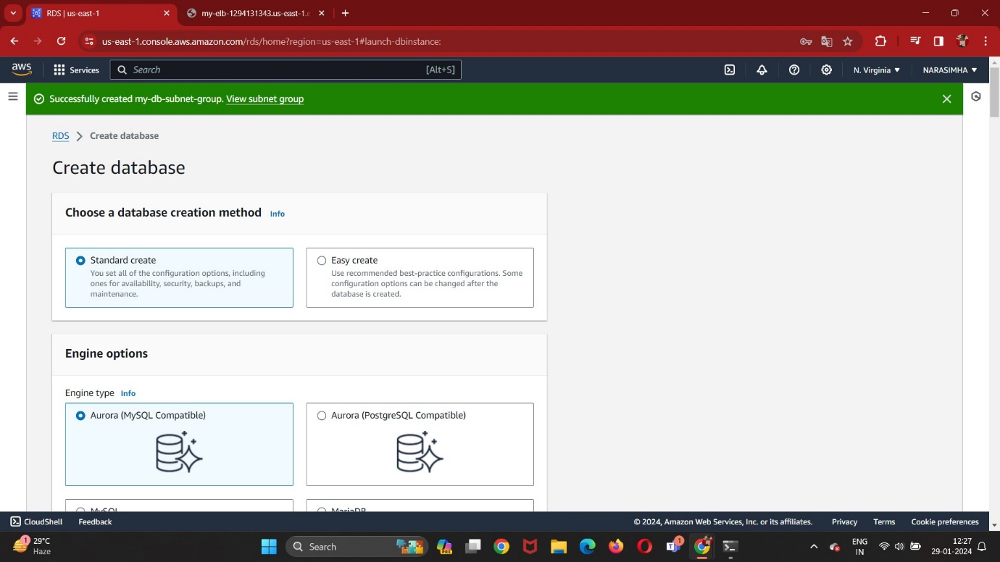 RDS | us-east-1
my-elb-1294131343.us-east-1.e
us-east-1.console.aws.amazon.com/rds/home?region=us-east-1#launch-dbinstance:
aws
Services
Search
[Alt+S]
N. Virginia
NARASIMHA
Successfully created my-db-subnet-group. View subnet group
RDS
Create database
Create database
Choose a database creation method Info
Standard create
You set all of the configuration options, including
ones for availability, security, backups, and
maintenance.
Easy create
Use recommended best-practice configurations. Some
configuration options can be changed after the
database is created.
Engine options
Engine type Info
Aurora (MySQL Compatible)
Aurora (PostgreSQL Compatible)
MySQL
MariaDB
CloudShell
Feedback
© 2024, Amazon Web Services, Inc. or its affiliates.
Privacy
Terms
Cookie preferences
1
29°C
Haze
Search
PRE
1
ENG
IN
12:27
29-01-2024